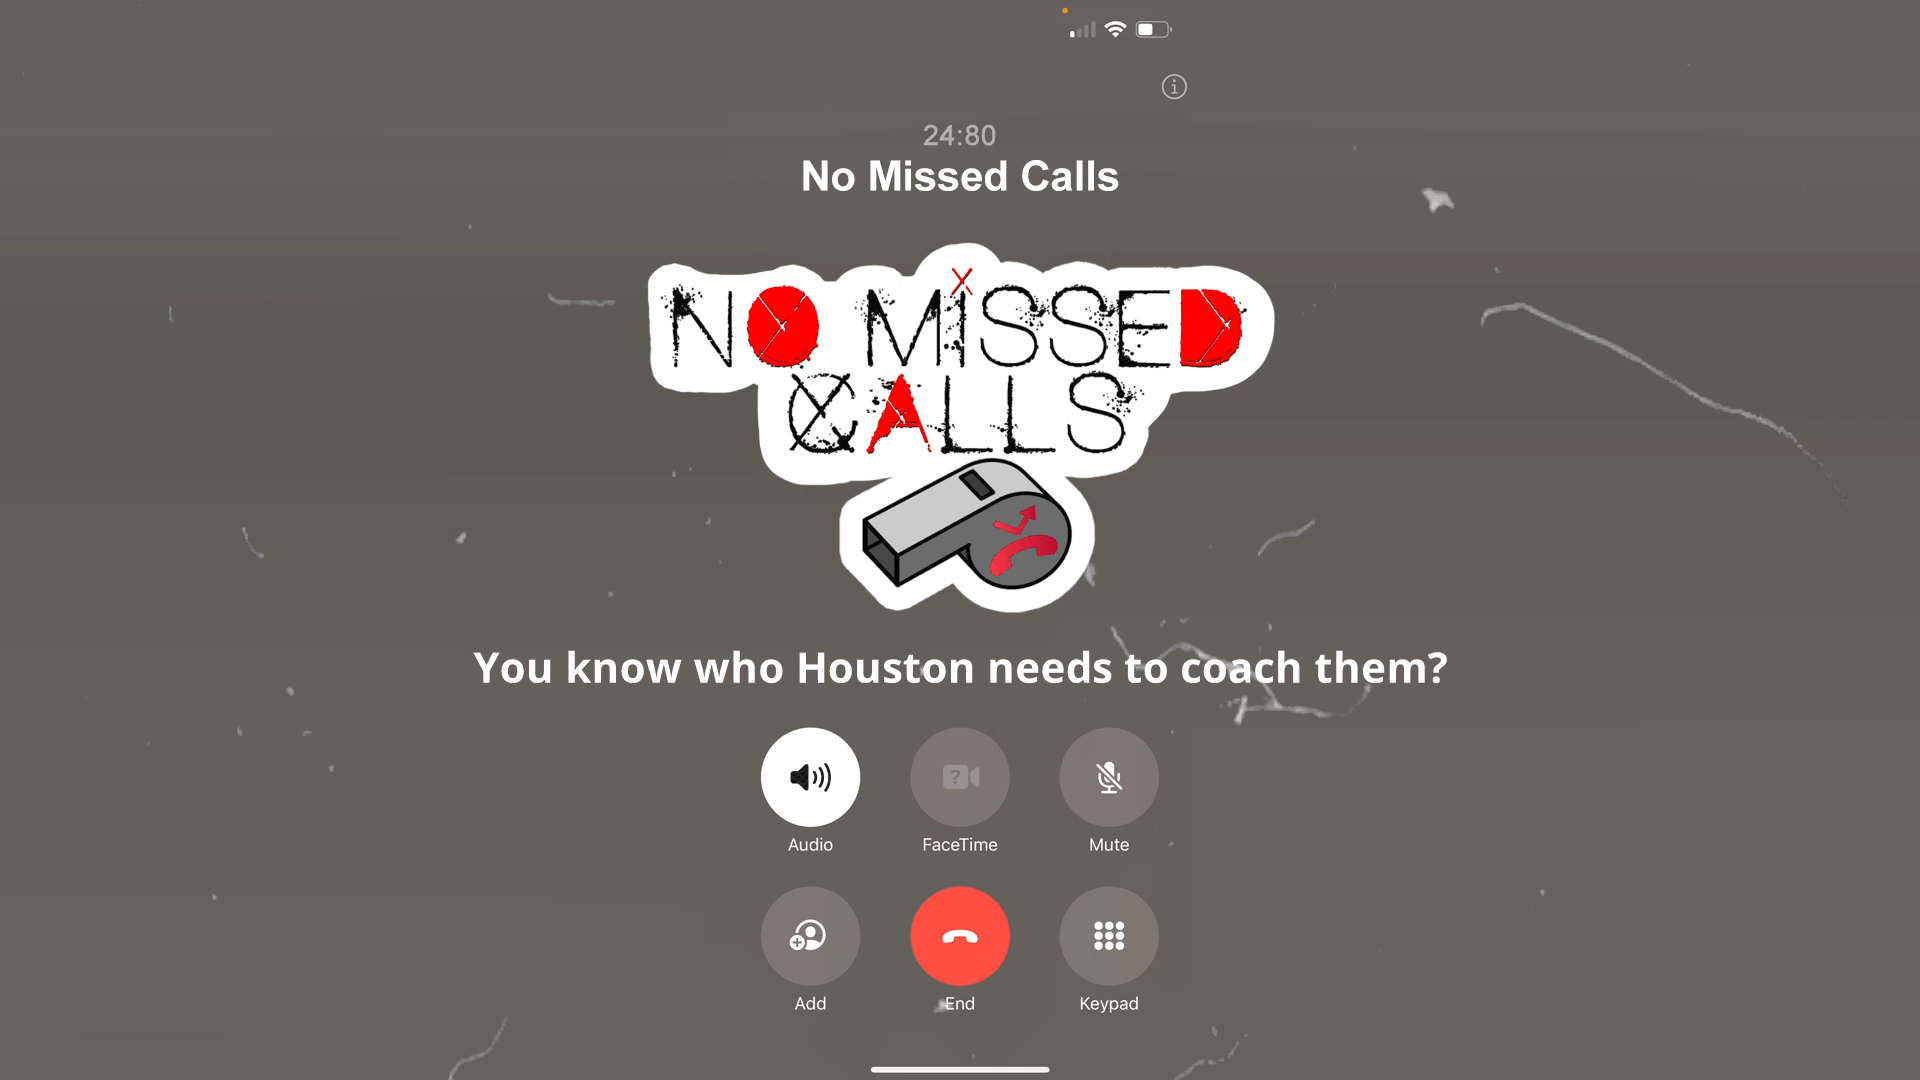 24:80
No Missed Calls
NO MiSSED
CALLS
You know who Houston needs to coach them?
Audio
FaceTime
Mute
Add
End
Keypad